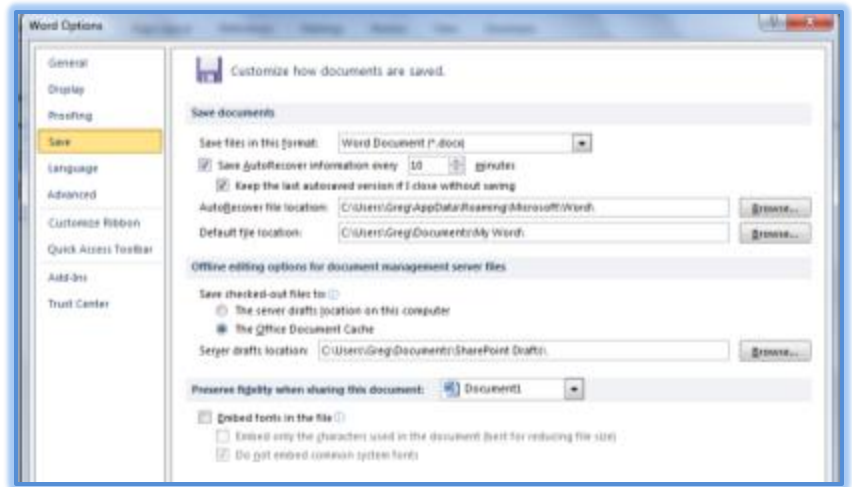 Word Options
General
Display
Proofing
Save
Language
Advanced
Customize Ribbon
Quick Access Toolbar
Add-Ins
Trust Center
Customize how documents are saved.
Save documents
Save files in this format: Word Document (*.docx)
Save AutoRecover information every 10 minutes
Keep the last autosaved version if I close without saving
AutoRecover file location: C:\Users\Greg\AppData\Roaming\Microsoft\Word\ Browse...
Default file location: C:\Users\Greg\Documents\My Word\ Browse...
Offline editing options for document management server files
Save checked-out files to:
The server drafts location on this computer
The Office Document Cache
Server drafts location: C:\Users\Greg\Documents\SharePoint Drafts\ Browse...
Preserve fidelity when sharing this document: Document1
Embed fonts in the file
Embed only the characters used in the document (best for reducing file size)
Do not embed common system fonts